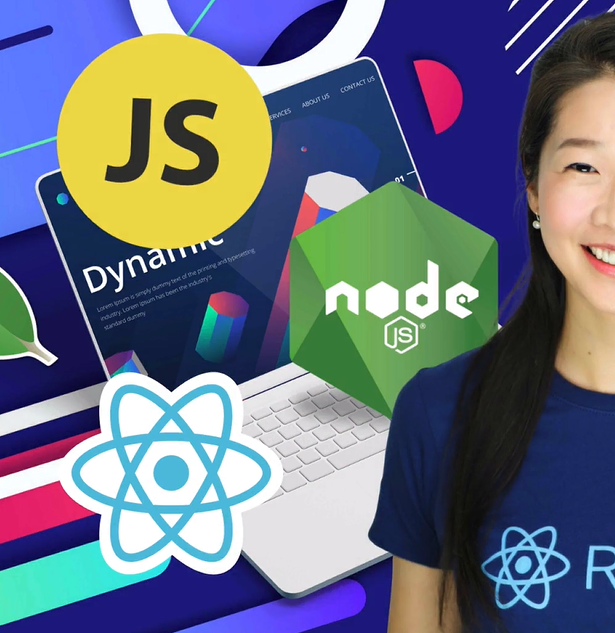 JS
ERVICES ABOUT US CONTACT US
01
Dynamic
Lorem Ipsum is simply dummy text of the printing and typesetting
industry. Lorem Ipsum has been the industry's
standard dummy
node
JS
R